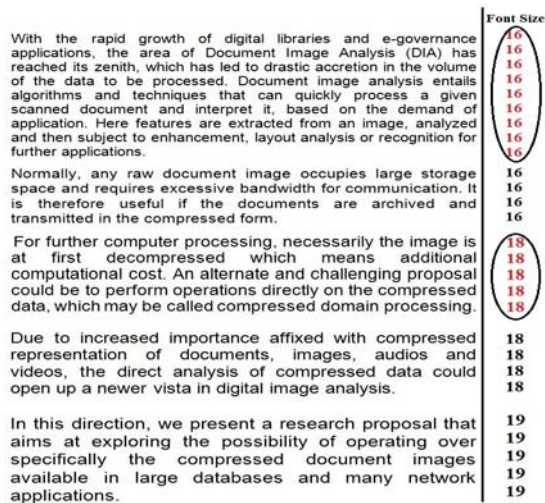 Font Size
With the rapid growth of digital libraries and e-governance 16
applications, the area of Document Image Analysis (DIA) has 16
reached its zenith, which has led to drastic accretion in the volume 16
of the data to be processed. Document image analysis entails 16
algorithms and techniques that can quickly process a given 16
scanned document and interpret it, based on the demand of 16
application. Here features are extracted from an image, analyzed 16
and then subject to enhancement, layout analysis or recognition for 16
further applications. 16
Normally, any raw document image occupies large storage 16
space and requires excessive bandwidth for communication. It 16
is therefore useful if the documents are archived and 16
transmitted in the compressed form. 16
For further computer processing, necessarily the image is 18
at first decompressed which means additional 18
computational cost. An alternate and challenging proposal 18
could be to perform operations directly on the compressed 18
data, which may be called compressed domain processing. 18
Due to increased importance affixed with compressed 18
representation of documents, images, audios and 18
videos, the direct analysis of compressed data could 18
open up a newer vista in digital image analysis. 18
In this direction, we present a research proposal that 19
aims at exploring the possibility of operating over 19
specifically the compressed document images 19
available in large databases and many network 19
applications. 19